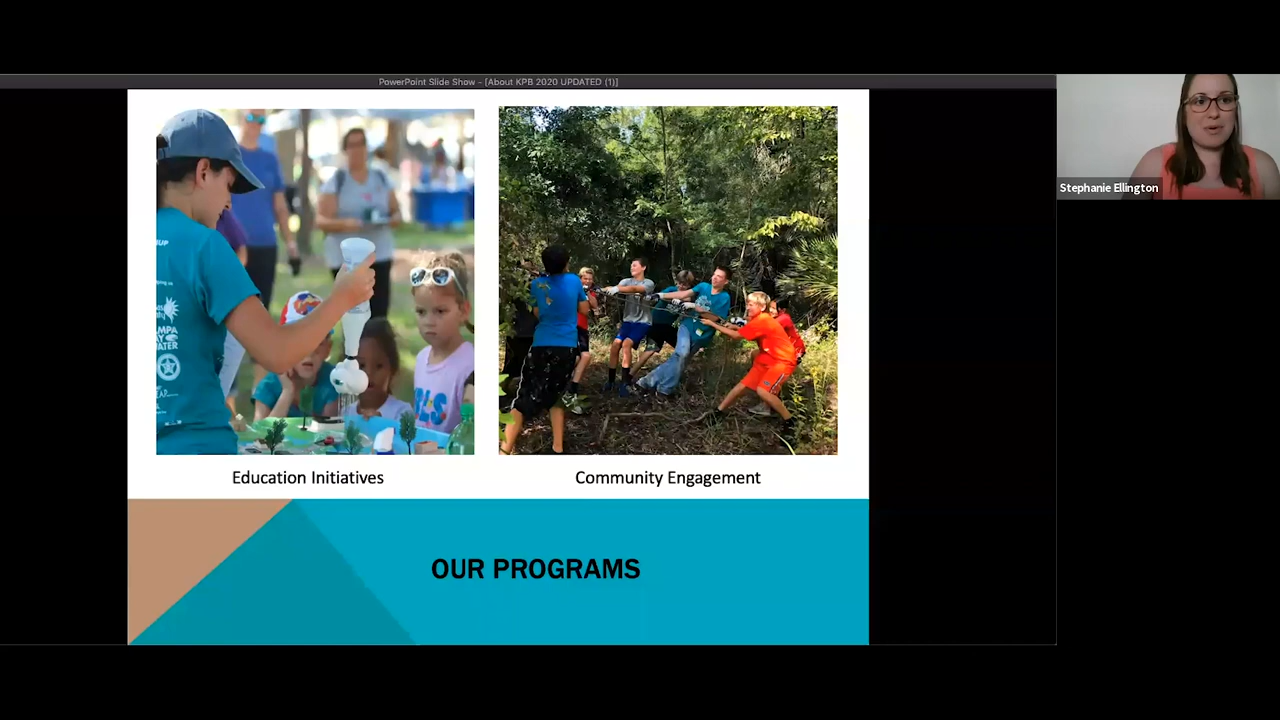 PowerPoint Slide Show - [About KPB 2020 UPDATED (1)]
Stephanie Ellington
Education Initiatives
Community Engagement
OUR PROGRAMS